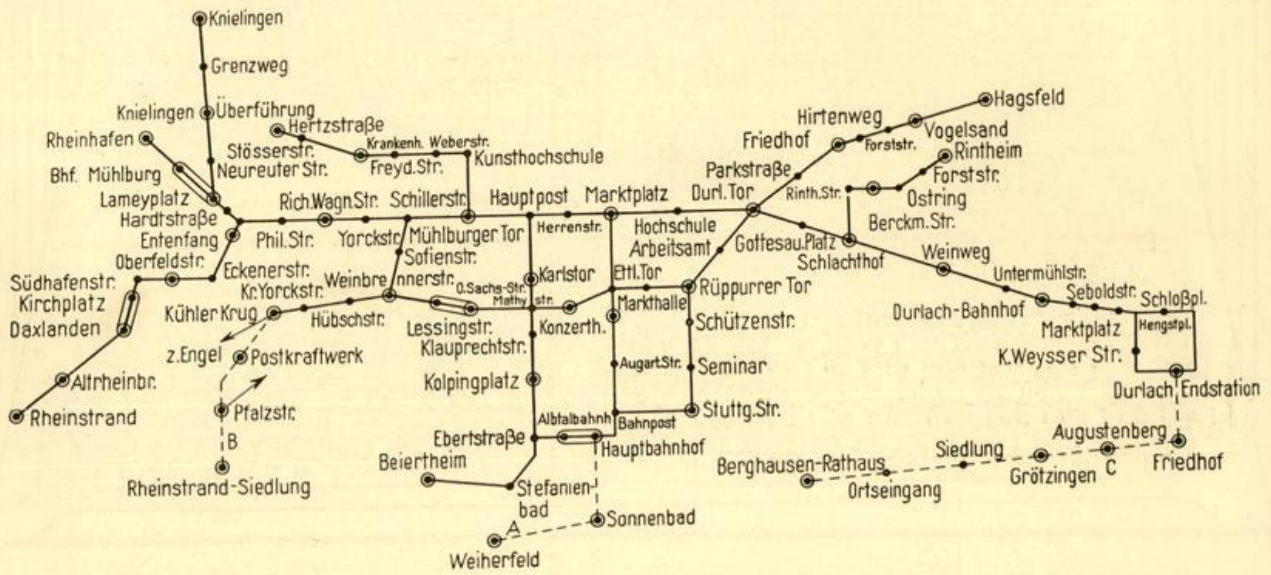 Knielingen
Grenzweg
Knielingen Überführung
Rheinhafen
Hertzstraße
Stösserstr.
Neureuter Str.
Krankenh. Weberstr.
Freyd.Str.
Kunsthochschule
Bhf. Mühlburg
Lameyplatz
Hardtstraße
Entenfang
Oberfeldstr.
Rich.Wagn.Str.
Schillerstr.
Hauptpost
Marktplatz
Phil.Str.
Yorckstr.
Mühlburger Tor
Herrenstr.
Sofienstr.
Eckenerstr.
Kr.Yorckstr.
Weinbrennerstr.
Südhafenstr.
Kirchplatz
Daxlanden
Kühler Krug
Hübschstr.
O.Sachs-Str.
Mathystr.
Lessingstr.
Klauprechtstr.
Karlstor
Konzerth.
Ettl.Tor
Markthalle
z.Engel
Postkraftwerk
Altrheinbr.
Rheinstrand
Pfalzstr.
B
Rheinstrand-Siedlung
Kolpingplatz
Augart.Str.
Albtalbahnh
Bahnpost
Ebertstraße
Hauptbahnhof
Beiertheim
Stefanien-
bad
A
Sonnenbad
Weiherfeld
Hagsfeld
Hirtenweg
Friedhof
Vogelsand
Forststr.
Rintheim
Parkstraße
Durl.Tor
Rinth.Str.
Forststr.
Ostring
Berckm.Str.
Hochschule
Arbeitsamt
Gottesau.Platz
Schlachthof
Weinweg
Rüppurrer Tor
Schützenstr.
Seminar
Stuttg.Str.
Untermühlstr.
Durlach-Bahnhof
Seboldstr.
Schloßpl.
Marktplatz
Hengstpl.
K.Weysser Str.
Durlach Endstation
Augustenberg
Siedlung
Berghausen-Rathaus
Ortseingang
Grötzingen
C
Friedhof